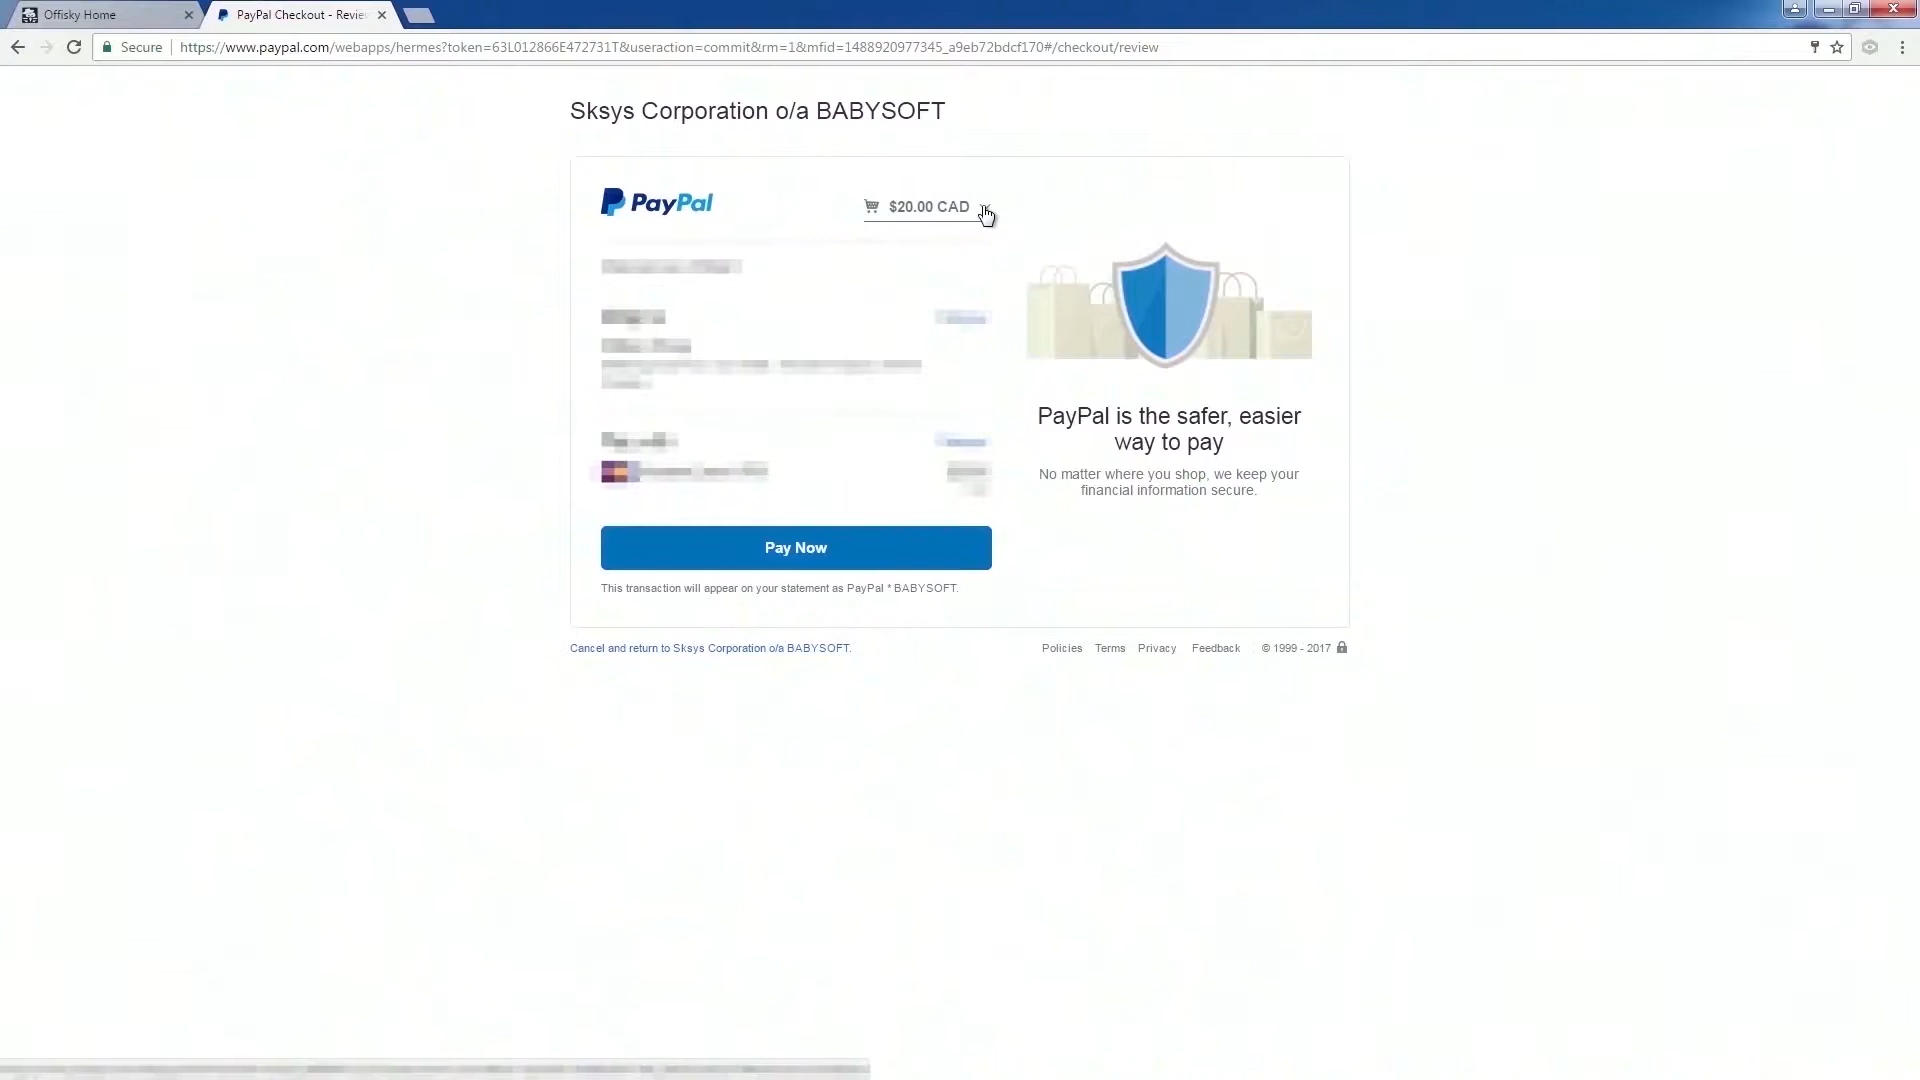 Offisky Home
PayPal Checkout - Review
Secure
https://www.paypal.com/webapps/hermes?token=63L012866E472731T&useraction=commit&rm=1&mfid=1488920977345_a9eb72bdcf170#/checkout/review
Sksys Corporation o/a BABYSOFT
PayPal
$20.00 CAD
PayPal is the safer, easier
way to pay
No matter where you shop, we keep your
financial information secure.
Pay Now
This transaction will appear on your statement as PayPal * BABYSOFT.
Cancel and return to Sksys Corporation o/a BABYSOFT.
Policies Terms Privacy Feedback © 1999 - 2017